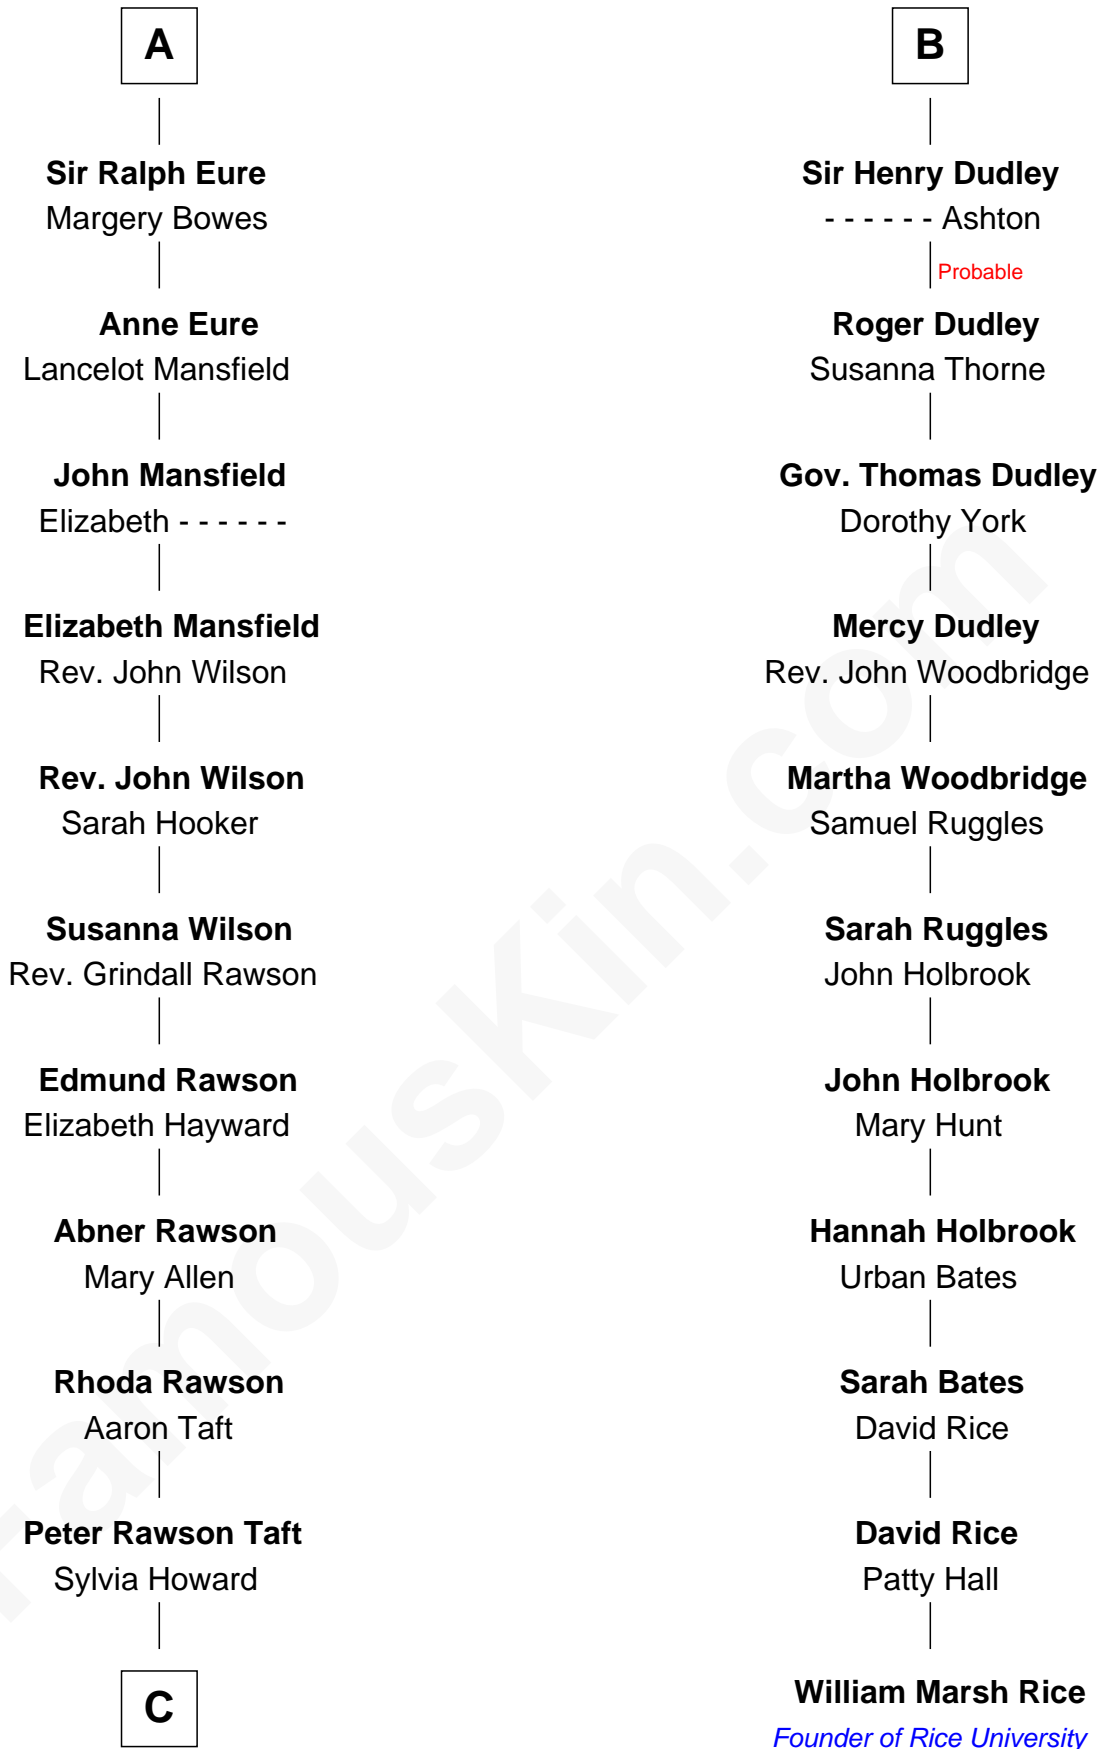 A
Sir Ralph Eure
Margery Bowes
Anne Eure
Lancelot Mansfield
John Mansfield
Elizabeth - - - - - -
Elizabeth Mansfield
Rev. John Wilson
Rev. John Wilson
Sarah Hooker
Susanna Wilson
Rev. Grindall Rawson
Edmund Rawson
Elizabeth Hayward
Abner Rawson
Mary Allen
Rhoda Rawson
Aaron Taft
Peter Rawson Taft
Sylvia Howard
C
B
Sir Henry Dudley
- - - - - - Ashton
Probable
Roger Dudley
Susanna Thorne
Gov. Thomas Dudley
Dorothy York
Mercy Dudley
Rev. John Woodbridge
Martha Woodbridge
Samuel Ruggles
Sarah Ruggles
John Holbrook
John Holbrook
Mary Hunt
Hannah Holbrook
Urban Bates
Sarah Bates
David Rice
David Rice
Patty Hall
William Marsh Rice
Founder of Rice University
FamousKin.com